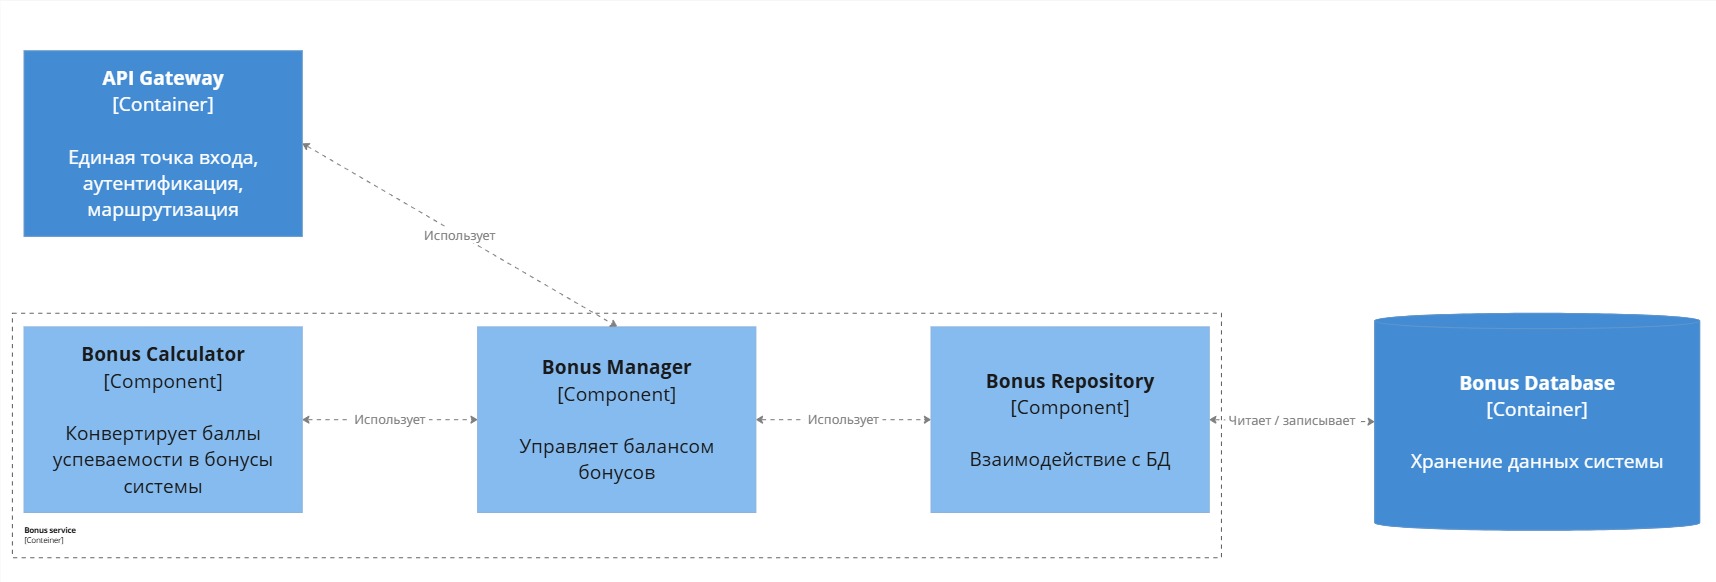 API Gateway
[Container]
Единая точка входа,
аутентификация,
маршрутизация
Использует
Bonus Calculator
[Component]
Конвертирует баллы
успеваемости в бонусы
системы
Использует
Bonus Manager
[Component]
Управляет балансом
бонусов
Использует
Bonus Repository
[Component]
Взаимодействие с БД
Читает / записывает
Bonus Database
[Container]
Хранение данных системы
Bonus service
[Conteiner]